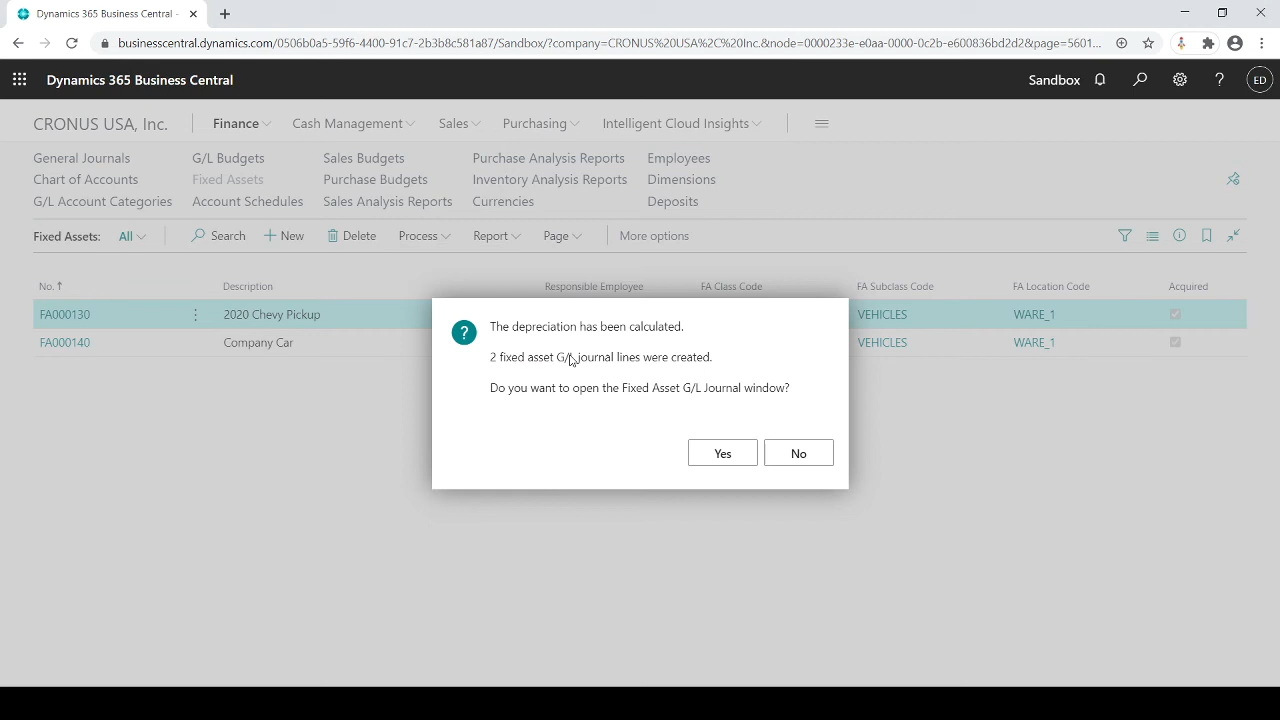 Dynamics 365 Business Central -
businesscentral.dynamics.com/0506b0a5-59f6-4400-91c7-2b3b8c581a87/Sandbox/?company=CRONUS%20USA%2C%20Inc.&node=0000233e-e0aa-0000-0c2b-e600836bd2d2&page=5601...
Dynamics 365 Business Central
Sandbox
?
ED
CRONUS USA, Inc.
Finance
Cash Management
Sales
Purchasing
Intelligent Cloud Insights
General Journals
G/L Budgets
Sales Budgets
Purchase Analysis Reports
Employees
Chart of Accounts
Fixed Assets
Purchase Budgets
Inventory Analysis Reports
Dimensions
G/L Account Categories
Account Schedules
Sales Analysis Reports
Currencies
Deposits
Fixed Assets:
All
Search
New
Delete
Process
Report
Page
More options
No. ↑
Description
Responsible Employee
FA Class Code
FA Subclass Code
FA Location Code
Acquired
FA000130
2020 Chevy Pickup
VEHICLES
WARE_1
FA000140
Company Car
VEHICLES
WARE_1
?
The depreciation has been calculated.
2 fixed asset G/L journal lines were created.
Do you want to open the Fixed Asset G/L Journal window?
Yes
No